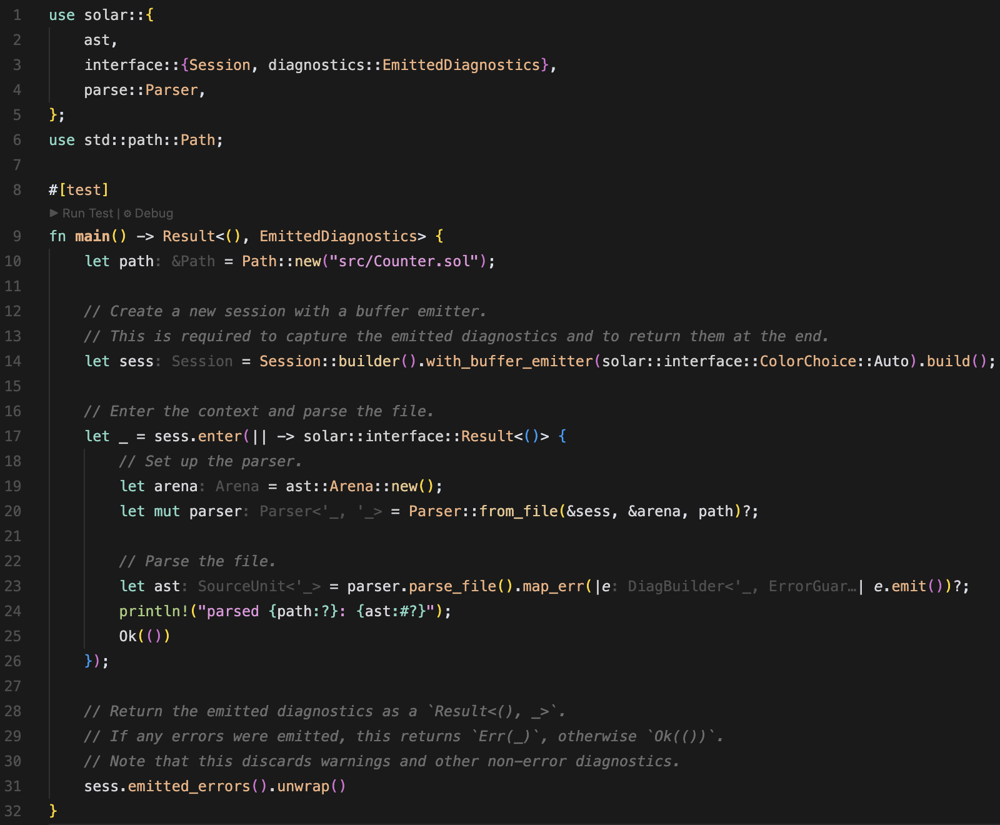 1 use solar::{
2 ast,
3 interface::{Session, diagnostics::EmittedDiagnostics},
4 parse::Parser,
5 };
6 use std::path::Path;
7
8 #[test]
▶ Run Test | ⚙ Debug
9 fn main() -> Result<(), EmittedDiagnostics> {
10 let path: &Path = Path::new("src/Counter.sol");
11
12 // Create a new session with a buffer emitter.
13 // This is required to capture the emitted diagnostics and to return them at the end.
14 let sess: Session = Session::builder().with_buffer_emitter(solar::interface::ColorChoice::Auto).build();
15
16 // Enter the context and parse the file.
17 let _ = sess.enter(|| -> solar::interface::Result<()> {
18 // Set up the parser.
19 let arena: Arena = ast::Arena::new();
20 let mut parser: Parser<'_, '_> = Parser::from_file(&sess, &arena, path)?;
21
22 // Parse the file.
23 let ast: SourceUnit<'_> = parser.parse_file().map_err(|e: DiagBuilder<'_, ErrorGuar…| e.emit())?;
24 println!("parsed {path:?}: {ast:#?}");
25 Ok(())
26 });
27
28 // Return the emitted diagnostics as a `Result<(), _>`.
29 // If any errors were emitted, this returns `Err(_)`, otherwise `Ok(())`.
30 // Note that this discards warnings and other non-error diagnostics.
31 sess.emitted_errors().unwrap()
32 }